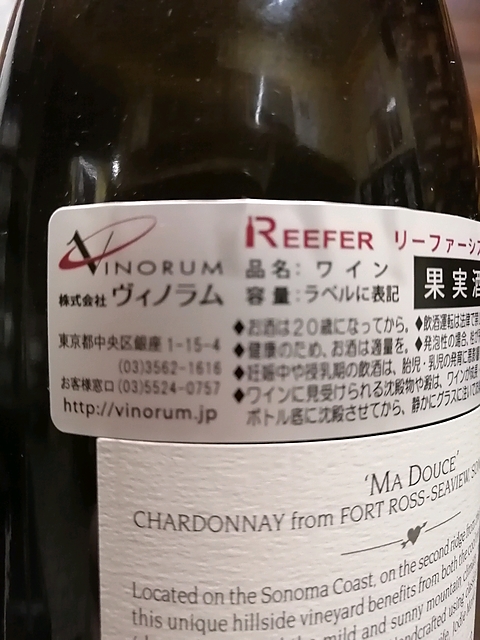 VINORUM
株式会社 ヴィノラム
東京都中央区銀座 1-15-4
(03)3562-1616
お客様窓口 (03)5524-0757
http://vinorum.jp
REEFER リーファーシ
品名：ワイン
容量：ラベルに表記
果実酒
◆お酒は20歳になってから。◆飲酒運転は法律で
◆健康のため、お酒は適量を。◆発泡性の場合、
◆妊娠中や授乳期の飲酒は、胎児・乳児の発育に
◆ワインに見受けられる沈殿物や澱は、ワインが
ボトル底に沈殿させてから、静かにグラスに注いで
'MA DOUCE'
CHARDONNAY from FORT ROSS-SEAVIEW,
Located on the Sonoma Coast, on the second ridge
this unique hillside vineyard benefits from both the
mild and sunny mountain